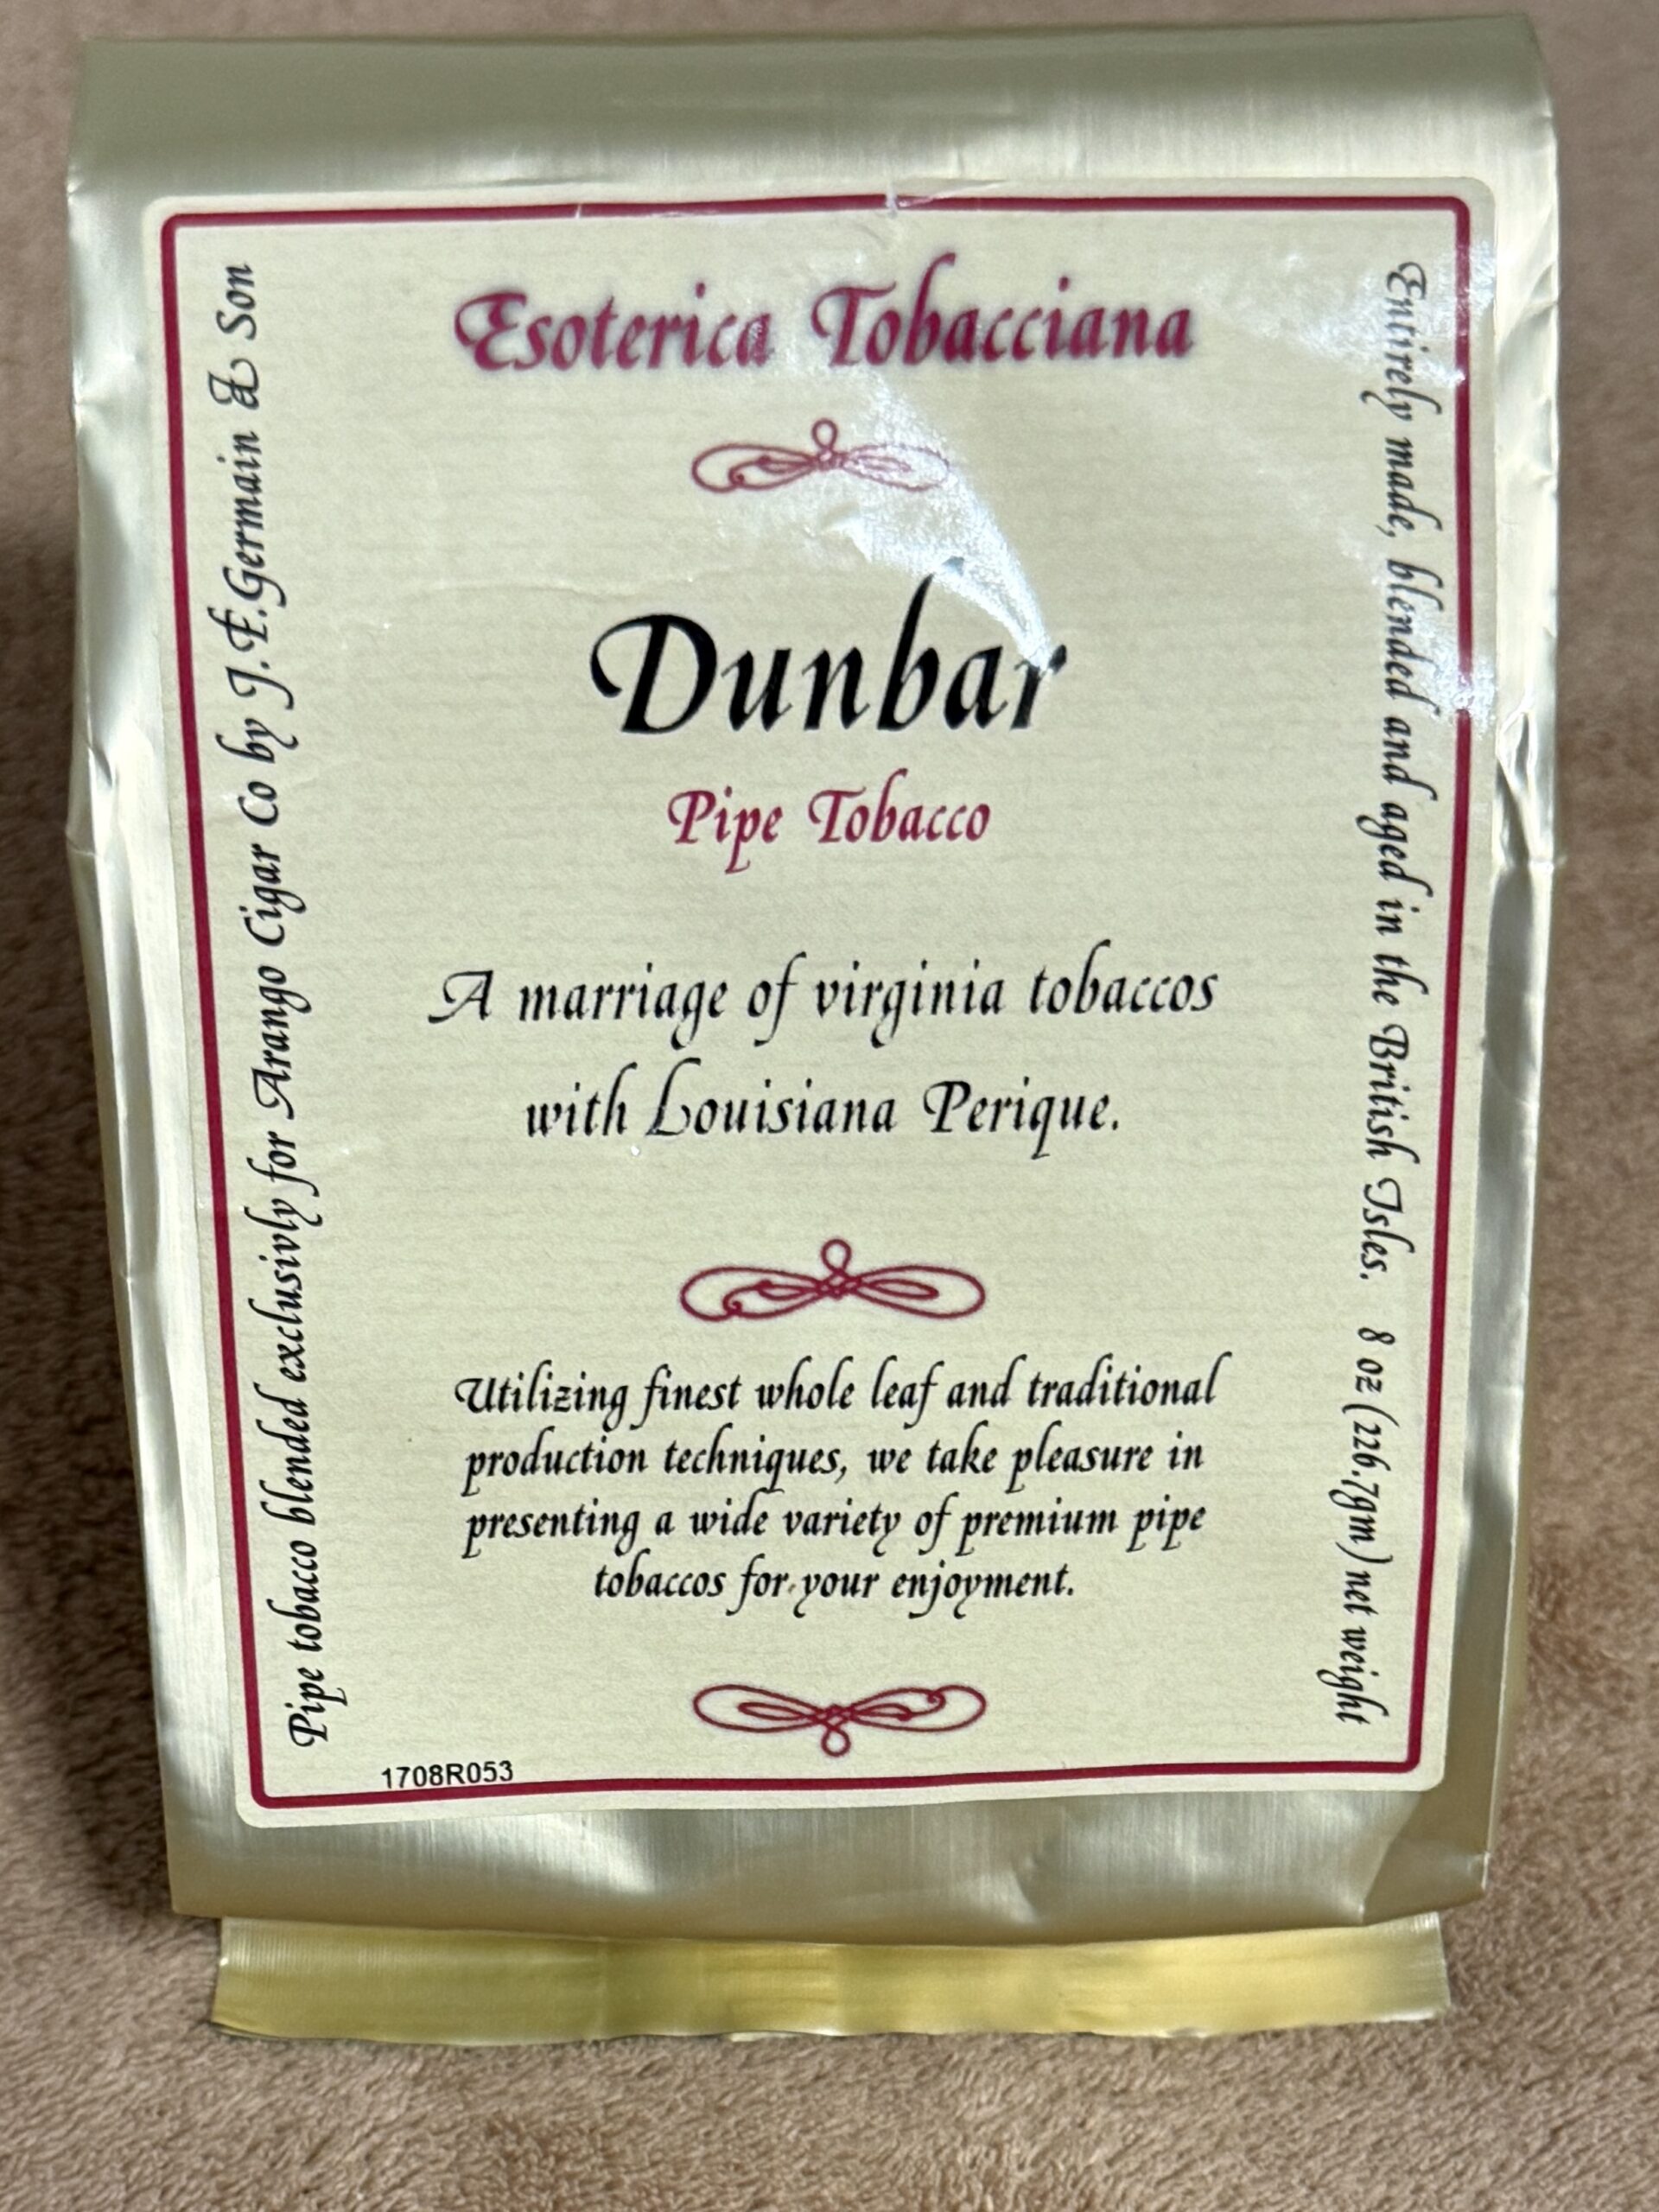 Esoterica Tobacciana
Dunbar
Pipe Tobacco
A marriage of virginia tobaccos
with Louisiana Perique.
Utilizing finest whole leaf and traditional
production techniques, we take pleasure in
presenting a wide variety of premium pipe
tobaccos for your enjoyment.
Pipe tobacco blended exclusivly for Arango Cigar Co by J.F.Germain & Son
Entirely made, blended and aged in the British Isles. 8 oz (226.7gm) net weight
1708R053